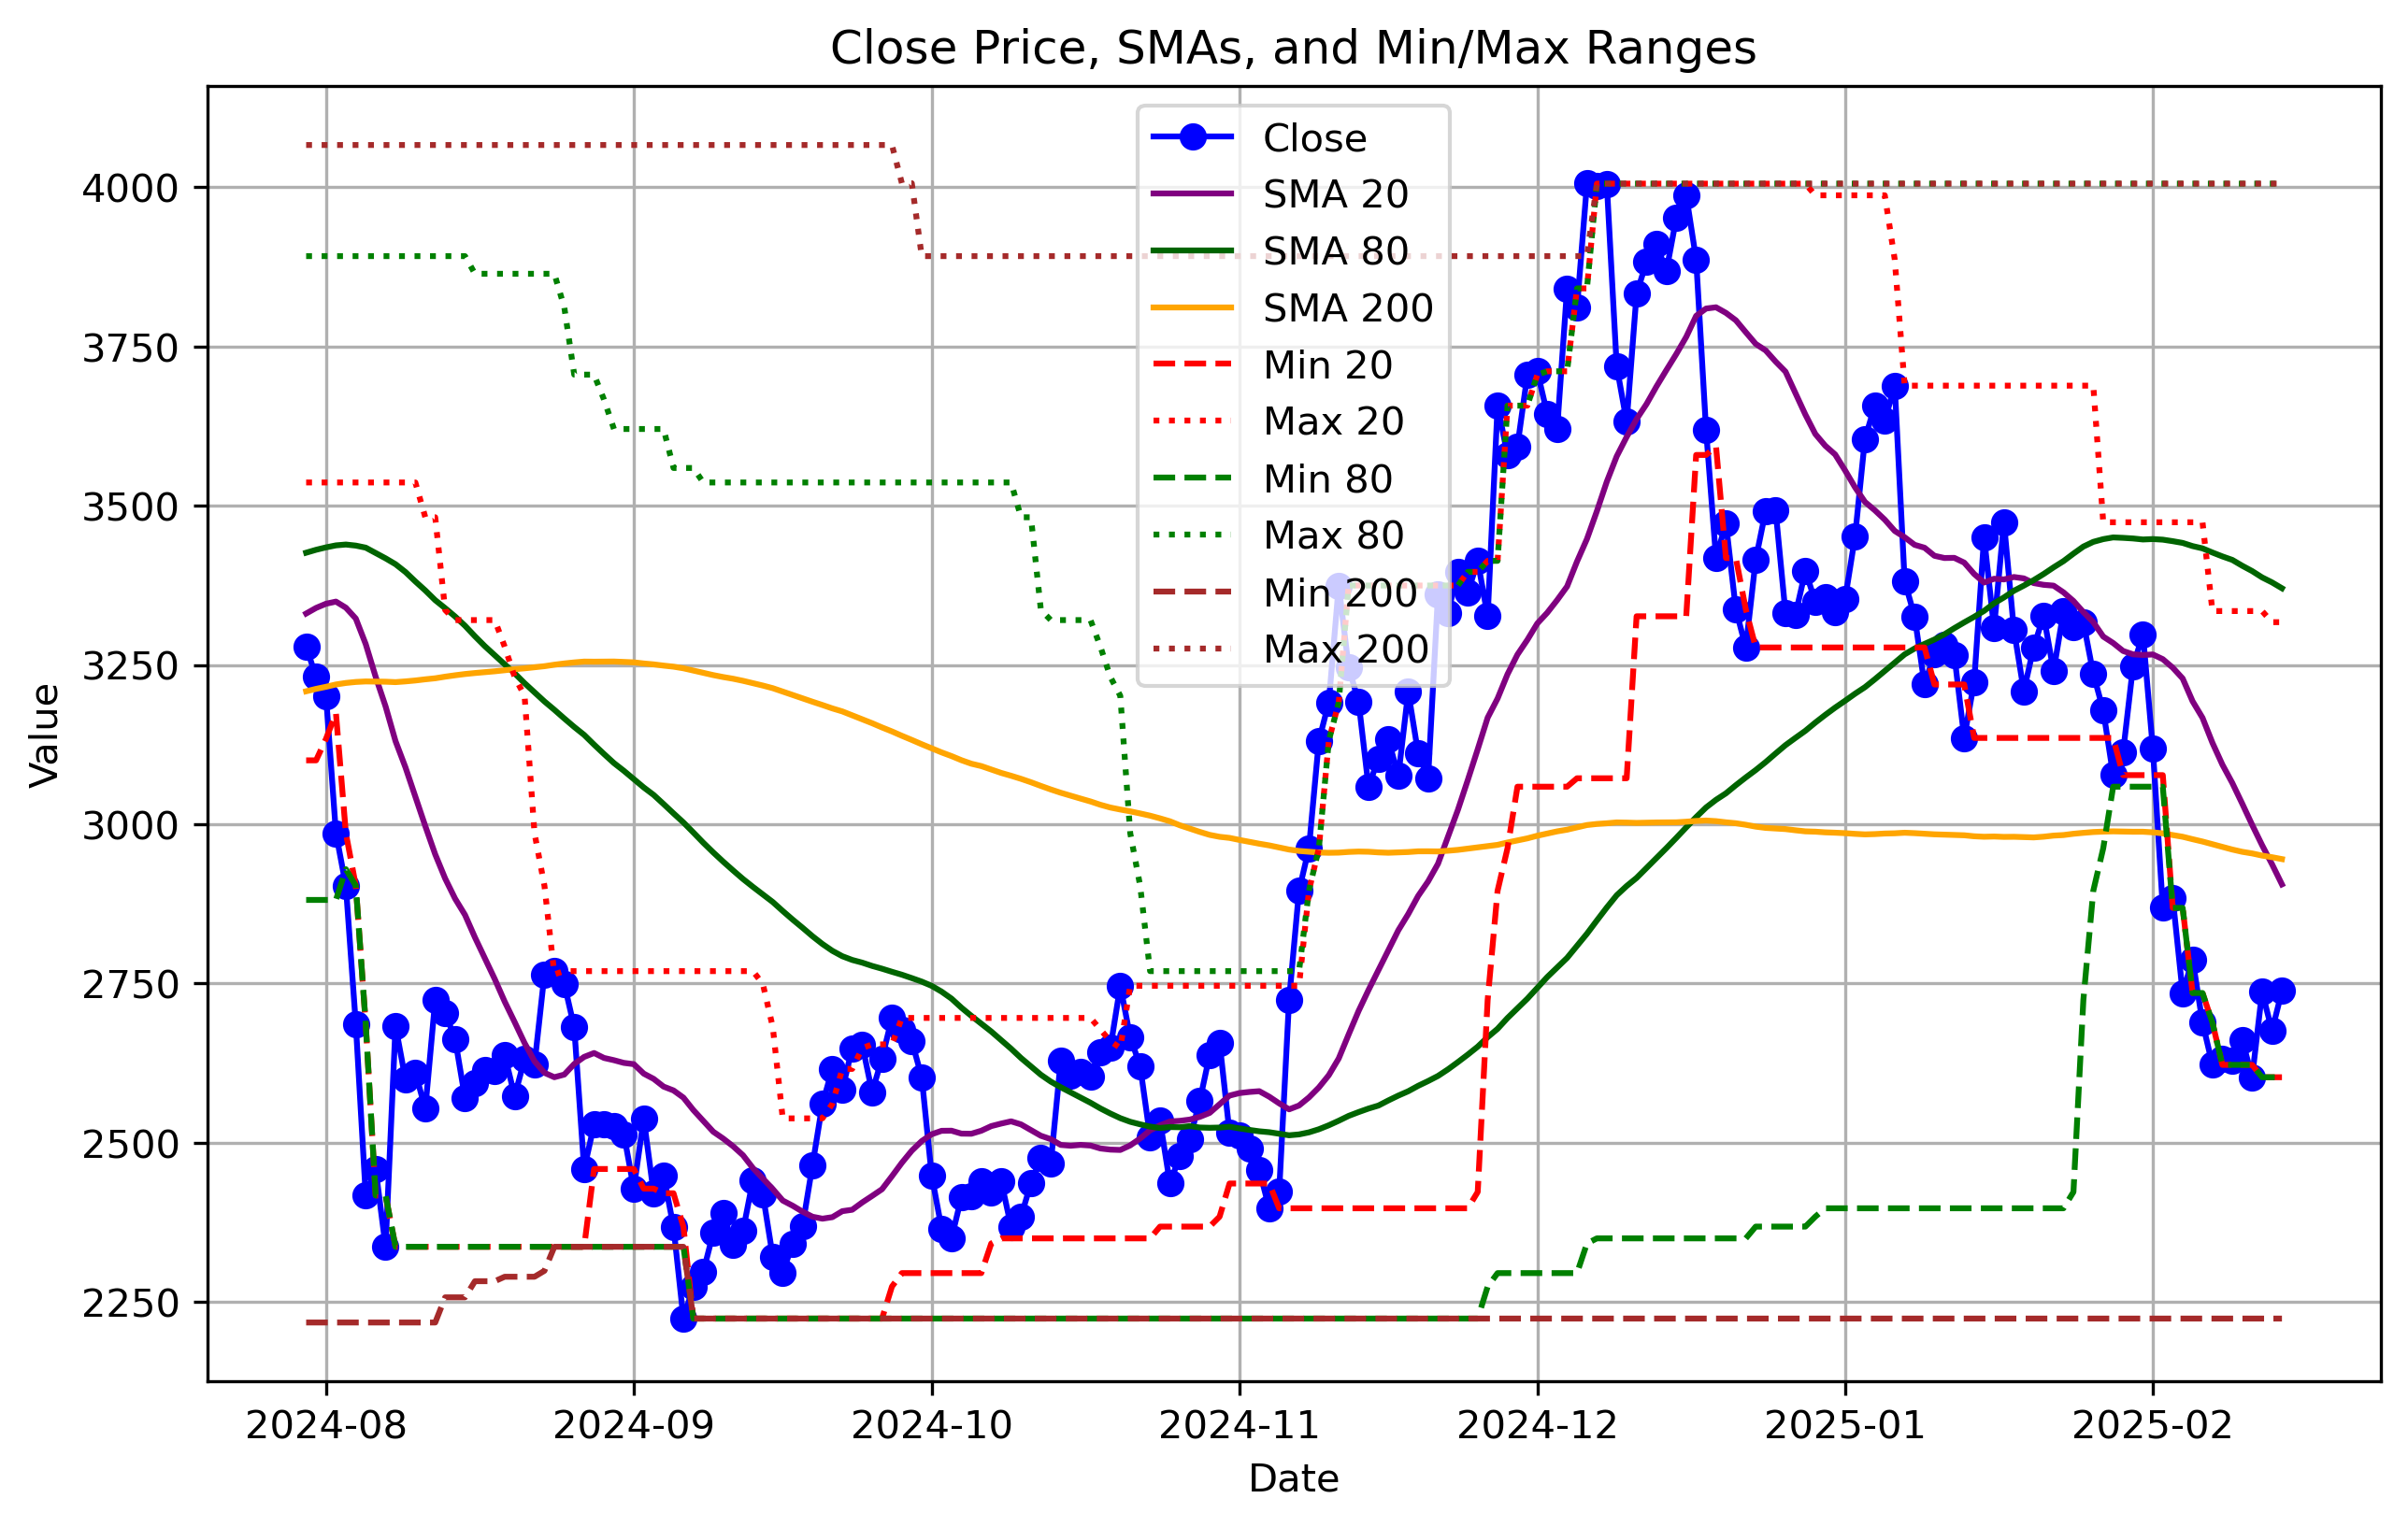 Close Price, SMAs, and Min/Max Ranges
Close
SMA 20
SMA 80
SMA 200
Min 20
Max 20
Min 80
Max 80
Min 200
Max 200
4000
3750
3500
3250
3000
2750
2500
2250
Value
2024-08
2024-09
2024-10
2024-11
2024-12
2025-01
2025-02
Date